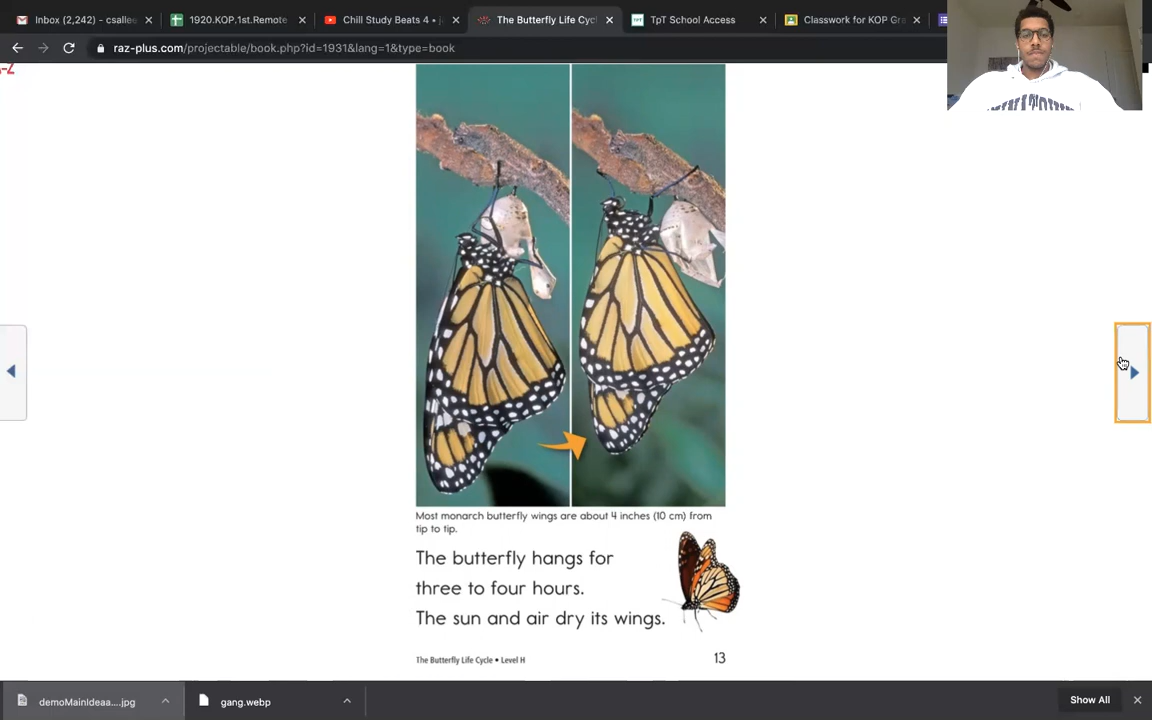 Inbox (2,242) - csallee
1920.KOP.1st.Remote
Chill Study Beats 4 •
The Butterfly Life Cyc
TpT School Access
Classwork for KOP Gra
raz-plus.com/projectable/book.php?id=1931&lang=1&type=book
Most monarch butterfly wings are about 4 inches (10 cm) from
tip to tip.
The butterfly hangs for
three to four hours.
The sun and air dry its wings.
The Butterfly Life Cycle • Level H
13
demoMainIdeaa....jpg
gang.webp
Show All